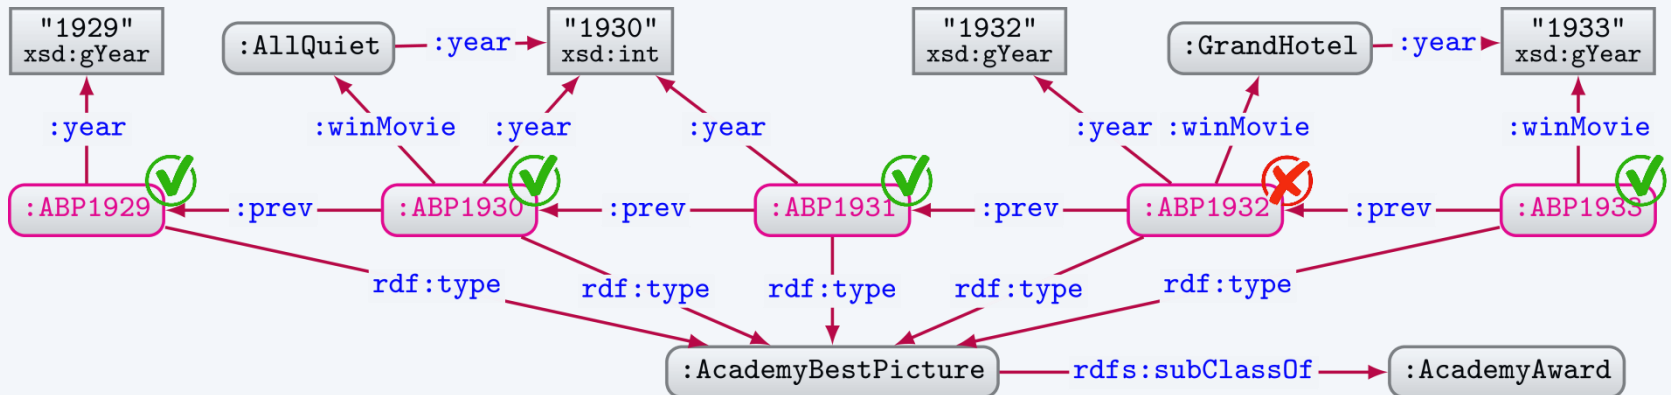 "1929"
xsd:gYear
:AllQuiet
:year
"1930"
xsd:int
"1932"
xsd:gYear
:GrandHotel
:year
"1933"
xsd:gYear
:year
:winMovie
:year
:year
:year
:winMovie
:winMovie
:ABP1929
:prev
:ABP1930
:prev
:ABP1931
:prev
:ABP1932
:prev
:ABP1933
rdf:type
rdf:type
rdf:type
rdf:type
rdf:type
:AcademyBestPicture
rdfs:subClassOf
:AcademyAward